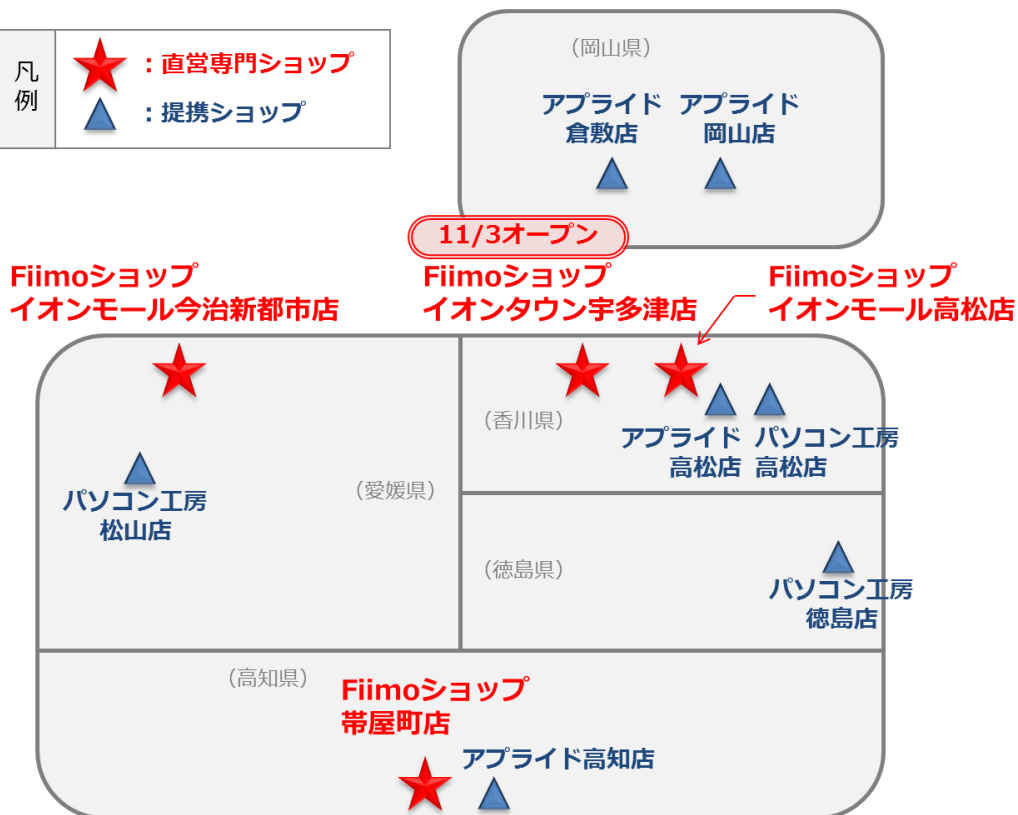 凡
例
：直営専門ショップ
：提携ショップ
（岡山県）
アプライド
倉敷店
アプライド
岡山店
11/3オープン
Fiimoショップ
イオンモール今治新都市店
Fiimoショップ
イオンタウン宇多津店
Fiimoショップ
イオンモール高松店
（香川県）
アプライド
高松店
パソコン工房
高松店
（愛媛県）
パソコン工房
松山店
（徳島県）
パソコン工房
徳島店
（高知県）
Fiimoショップ
帯屋町店
アプライド高知店